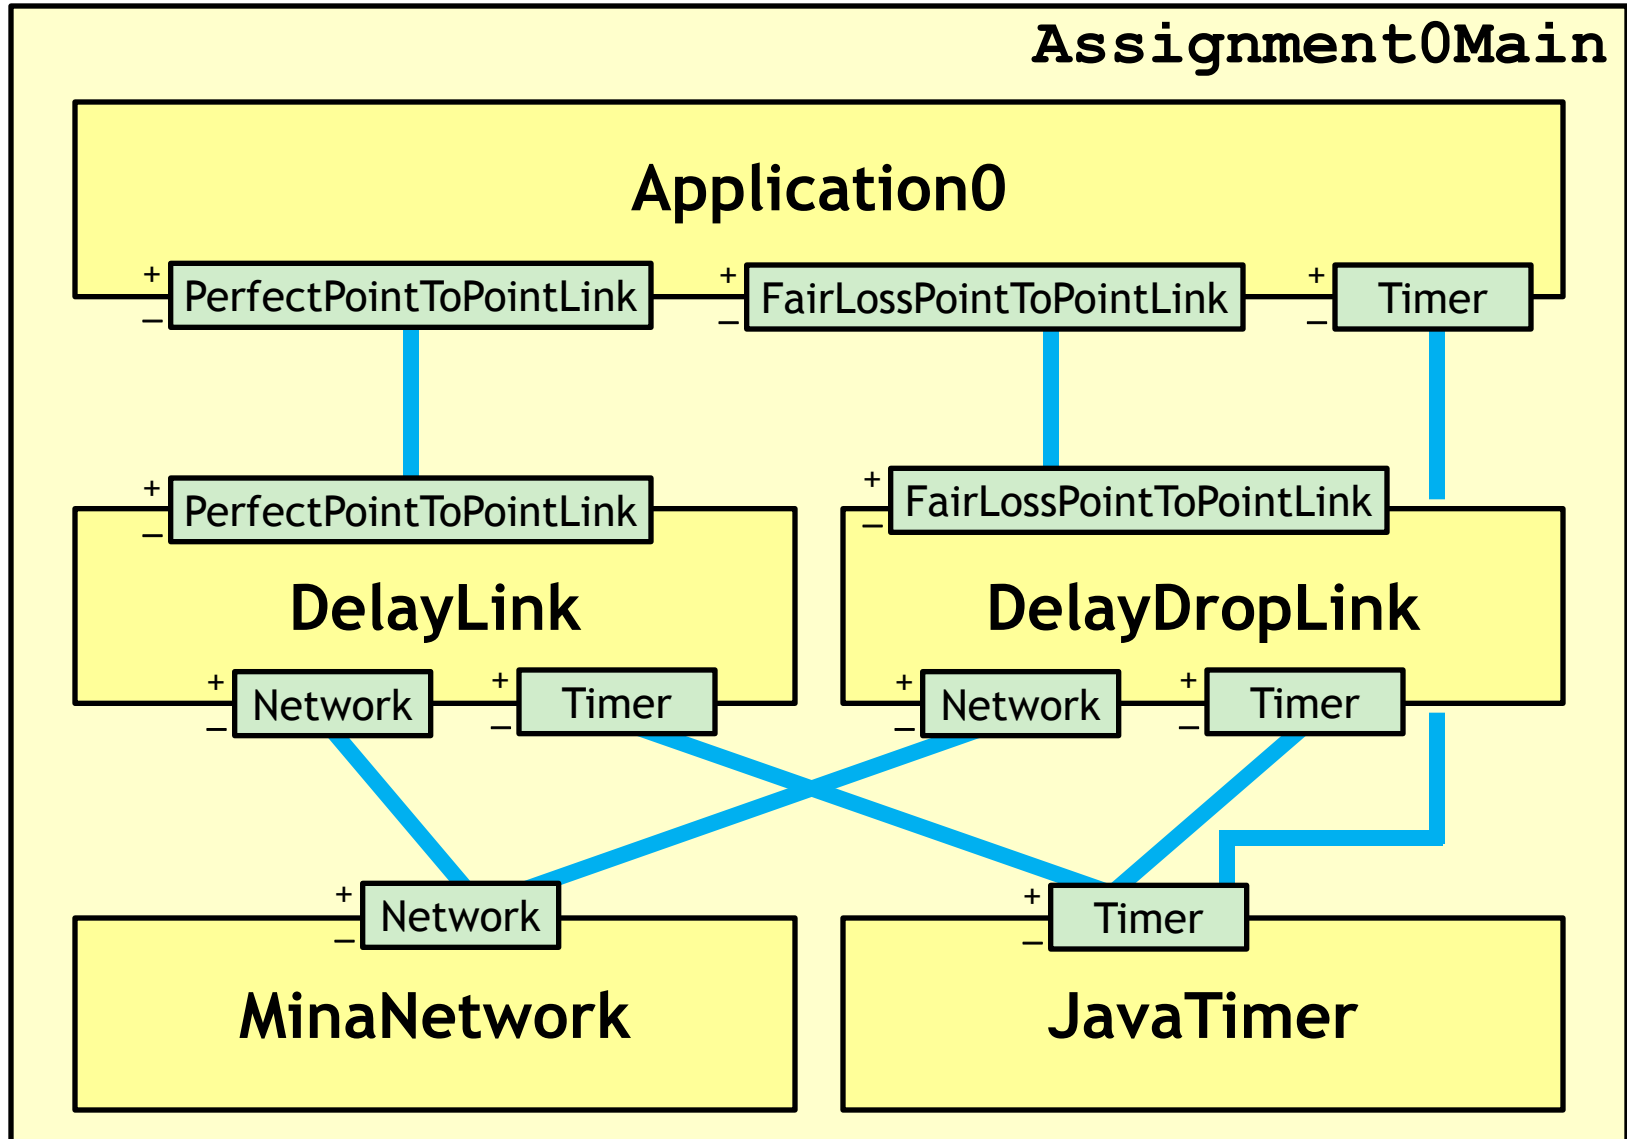 Assignment0Main
Application0
+ + +
PerfectPointToPointLink FairLossPointToPointLink Timer
− − −
+ +
PerfectPointToPointLink FairLossPointToPointLink
− −
DelayLink DelayDropLink
+ + + +
Network Timer Network Timer
− − − −
+ +
Network Timer
− −
MinaNetwork JavaTimer